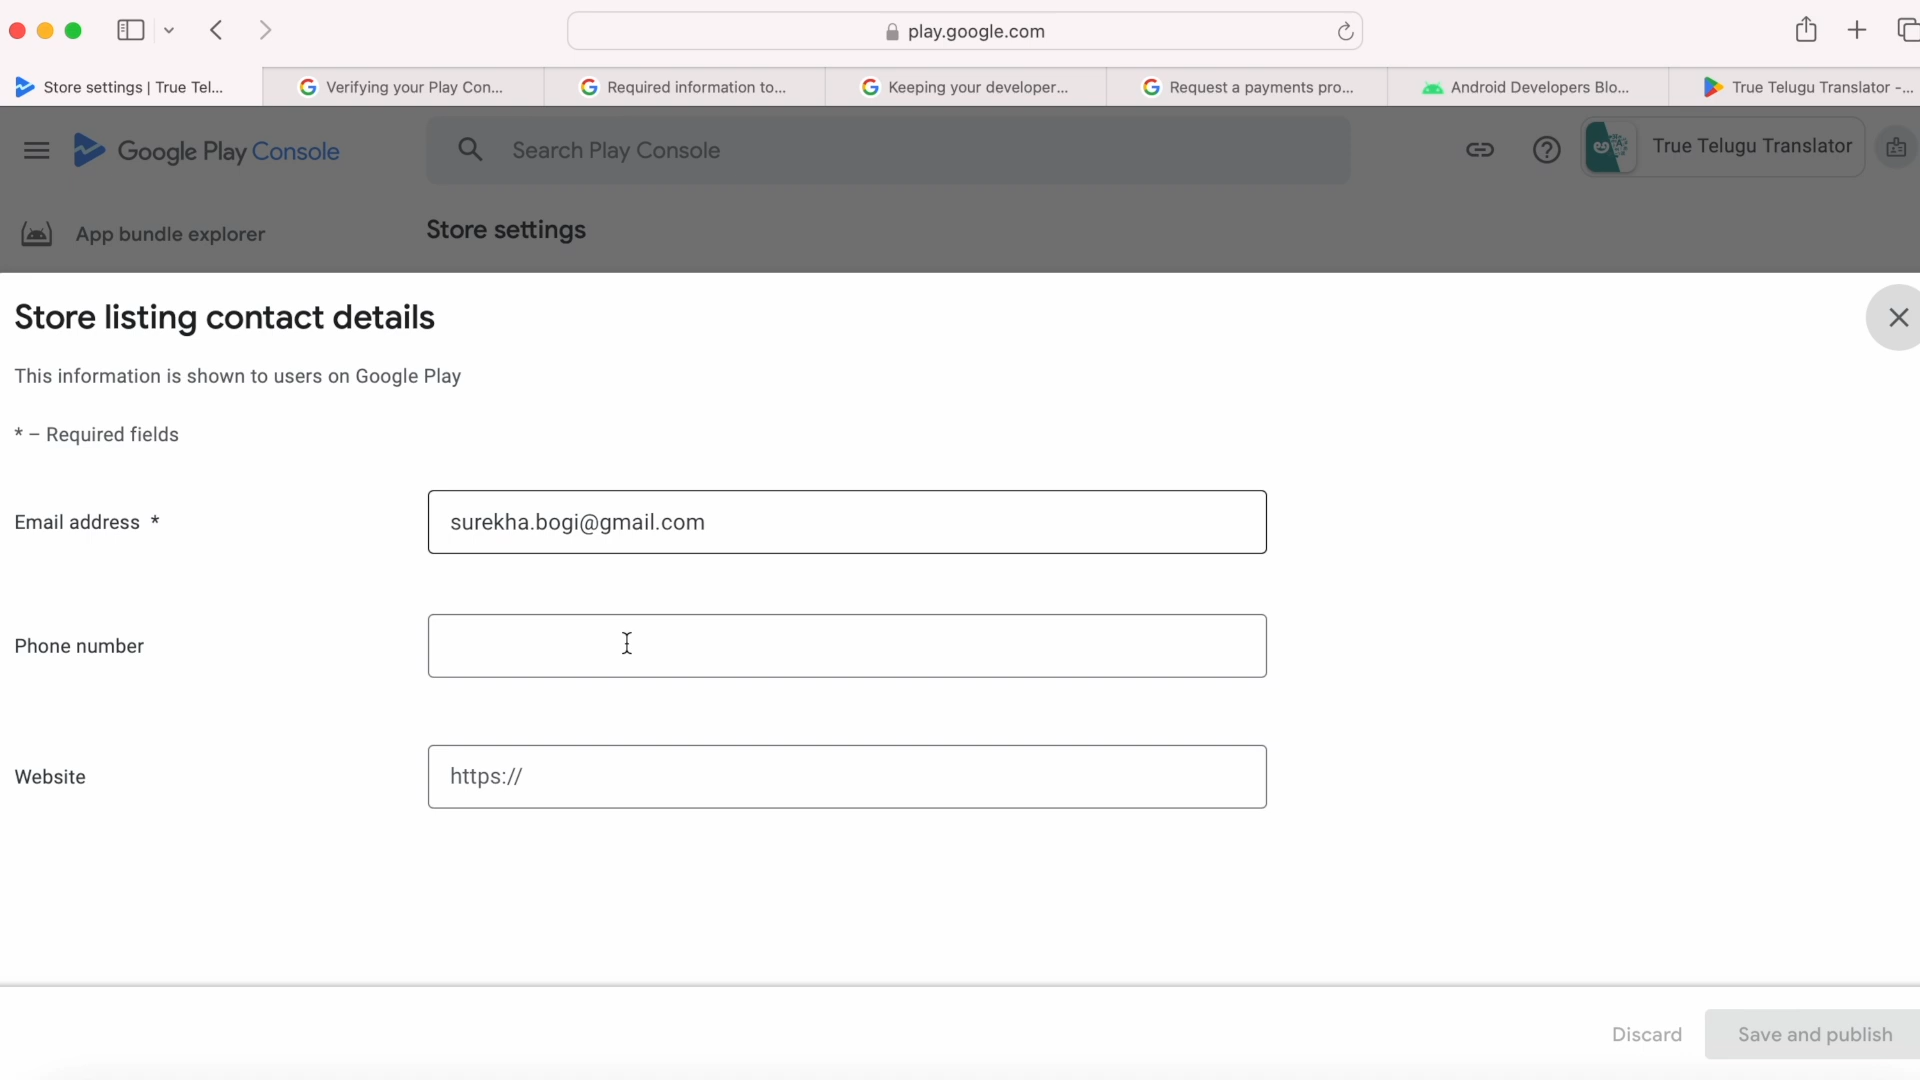 play.google.com
Store settings | True Tel...
Verifying your Play Con...
Required information to...
Keeping your developer...
Request a payments pro...
Android Developers Blo...
True Telugu Translator -...
Google Play Console
Search Play Console
True Telugu Translator
App bundle explorer
Store settings
Store listing contact details
This information is shown to users on Google Play
* – Required fields
Email address *
surekha.bogi@gmail.com
Phone number
Website
https://
Discard
Save and publish